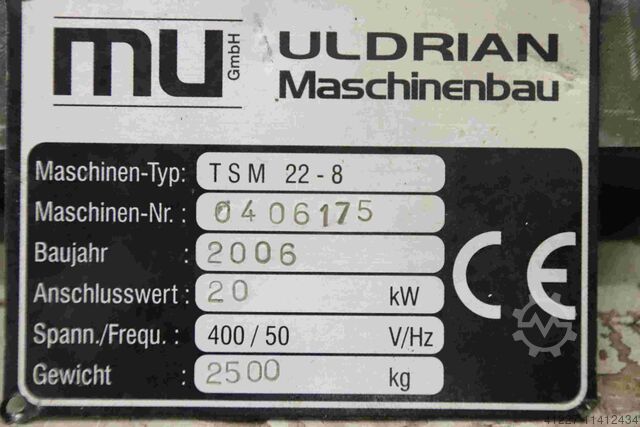 mu GmbH ULDRIAN
Maschinenbau
Maschinen-Typ: TSM 22-8
Maschinen-Nr. : 0406175
Baujahr : 2006
Anschlusswert : 20 kW
Spann./Frequ. : 400 / 50 V/Hz
Gewicht : 2500 kg
CE
41227-11412434